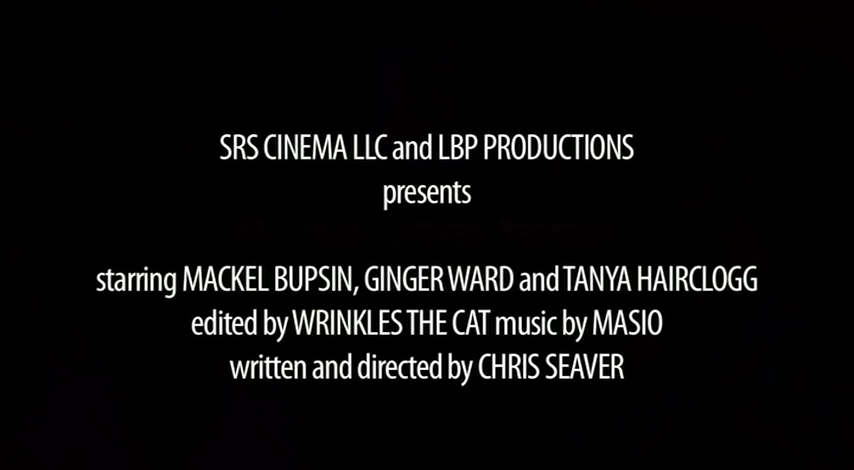 SRS CINEMA LLC and LBP PRODUCTIONS
presents
starring MACKEL BUPSIN, GINGER WARD and TANYA HAIRCLOGG
edited by WRINKLES THE CAT music by MASIO
written and directed by CHRIS SEAVER